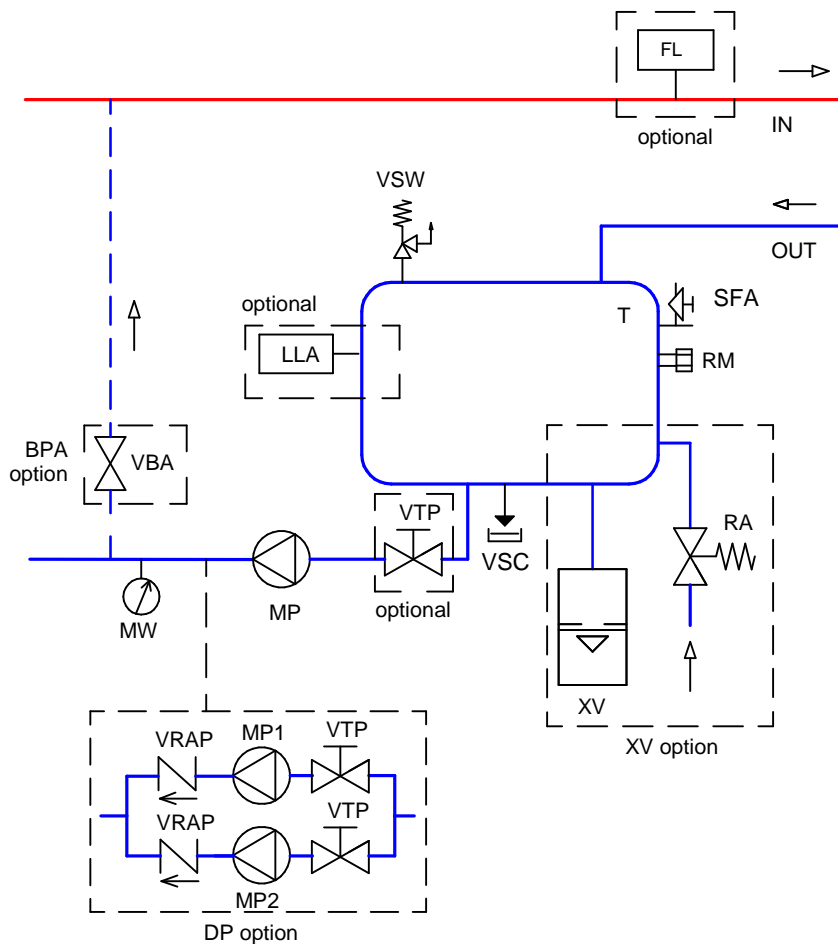 FL
IN
optional
VSW
OUT
optional
SFA
T
LLA
RM
BPA
option
VBA
VTP
RA
VSC
MP
optional
MW
XV
XV option
MP1
VTP
VRAP
VTP
VRAP
MP2
DP option